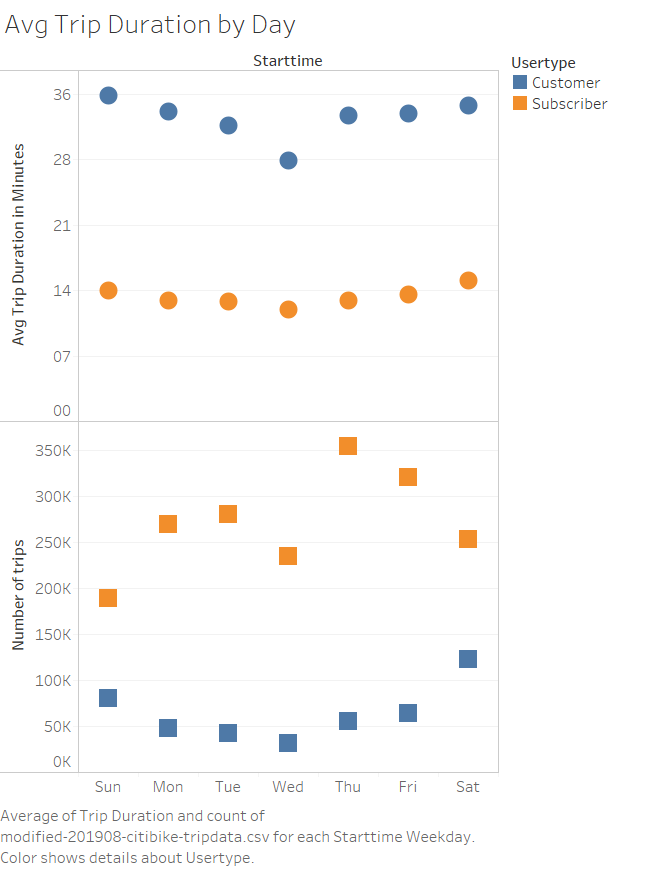 Avg Trip Duration by Day
Starttime
Usertype
Customer
Subscriber
Avg Trip Duration in Minutes
36
28
21
14
07
00
Number of trips
350K
300K
250K
200K
150K
100K
50K
0K
Sun Mon Tue Wed Thu Fri Sat
Average of Trip Duration and count of
modified-201908-citibike-tripdata.csv for each Starttime Weekday.
Color shows details about Usertype.